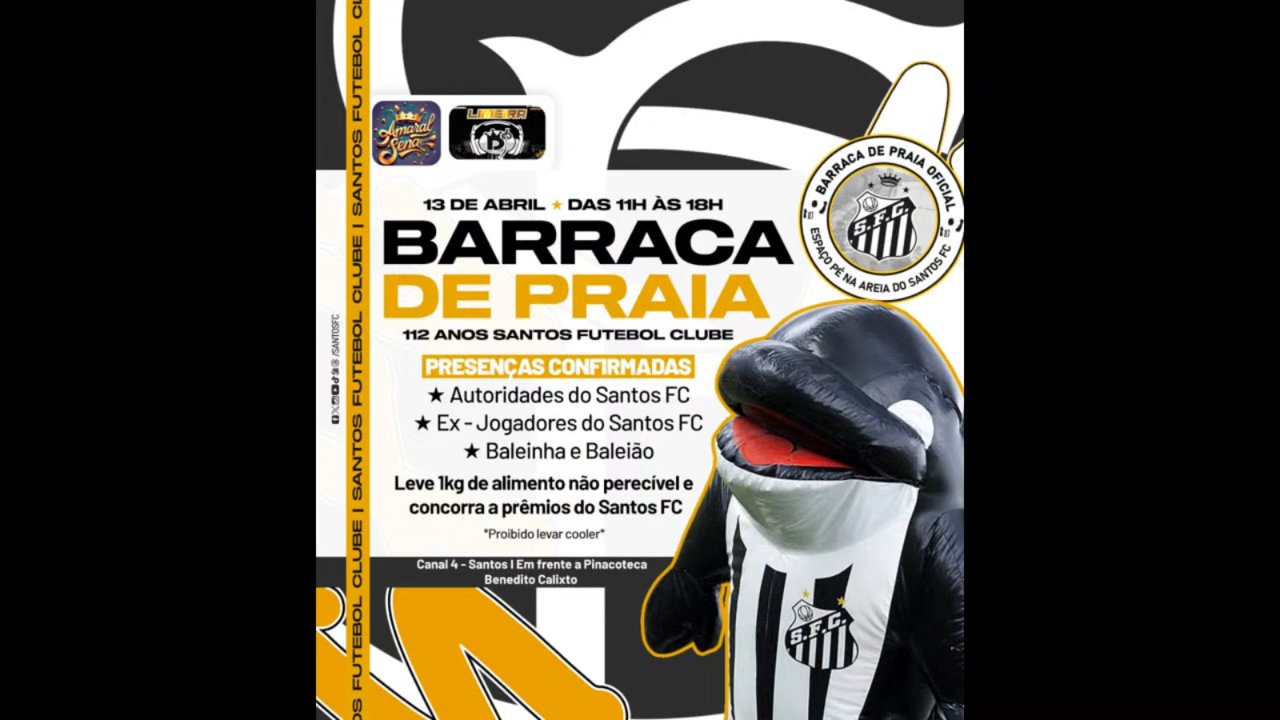 SANTOS FUTEBOL CLUBE | SANTOS FUTEBOL CLUBE | SANTOS FUTEBOL C
/SANTOSFC
Amaral
Sena
LIMEIRA
13 DE ABRIL ★ DAS 11H ÀS 18H
BARRACA
DE PRAIA
112 ANOS SANTOS FUTEBOL CLUBE
BARRACA DE PRAIA OFICIAL
S.F.C.
ESPAÇO PÉ NA AREIA DO SANTOS FC
PRESENÇAS CONFIRMADAS
★ Autoridades do Santos FC
★ Ex - Jogadores do Santos FC
★ Baleinha e Baleião
Leve 1kg de alimento não perecível e
concorra a prêmios do Santos FC
*Proibido levar cooler*
Canal 4 - Santos | Em frente a Pinacoteca
Benedito Calixto
S.F.C.